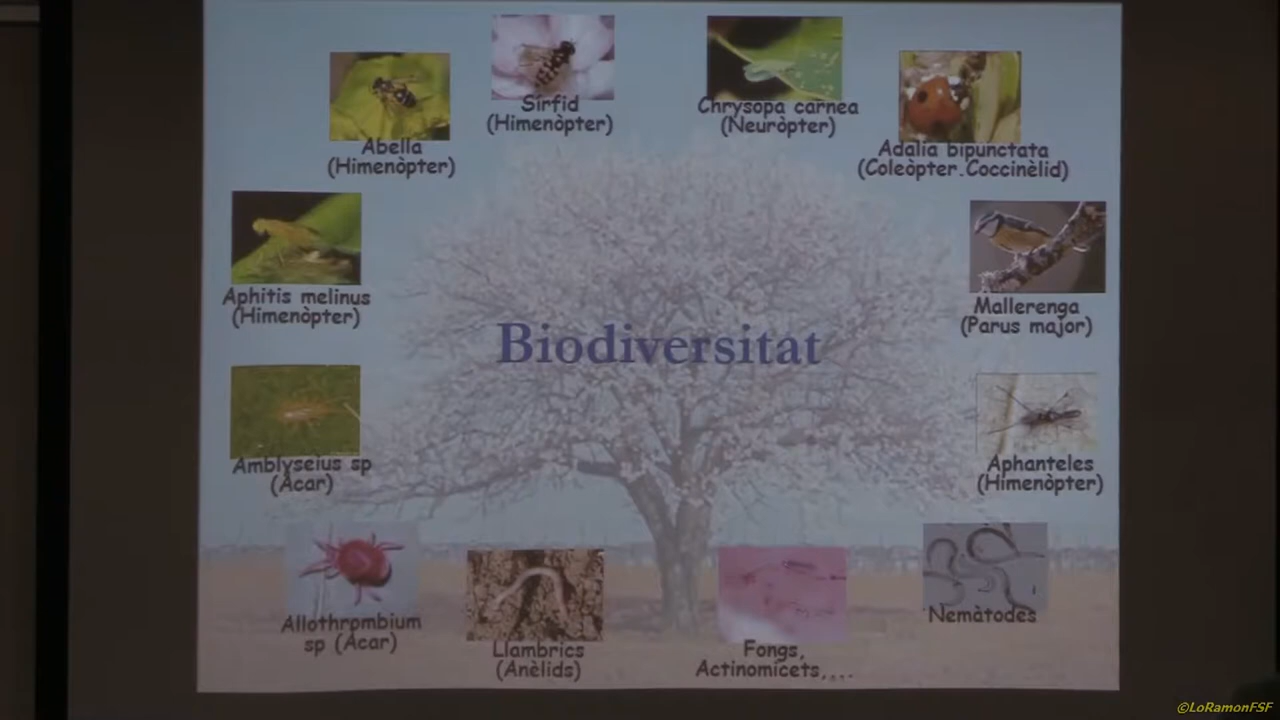 Sírfid
(Himenòpter)
Chrysopa carnea
(Neuròpter)
Abella
(Himenòpter)
Adalia bipunctata
(Coleòpter.Coccinèlid)
Aphitis melinus
(Himenòpter)
Mallerenga
(Parus major)
Biodiversitat
Amblyseius sp
(Àcar)
Aphanteles
(Himenòpter)
Allothrombium
sp (Àcar)
Llambrics
(Anèlids)
Fongs,
Actinomicets,...
Nemàtodes
©LoRamonFSF